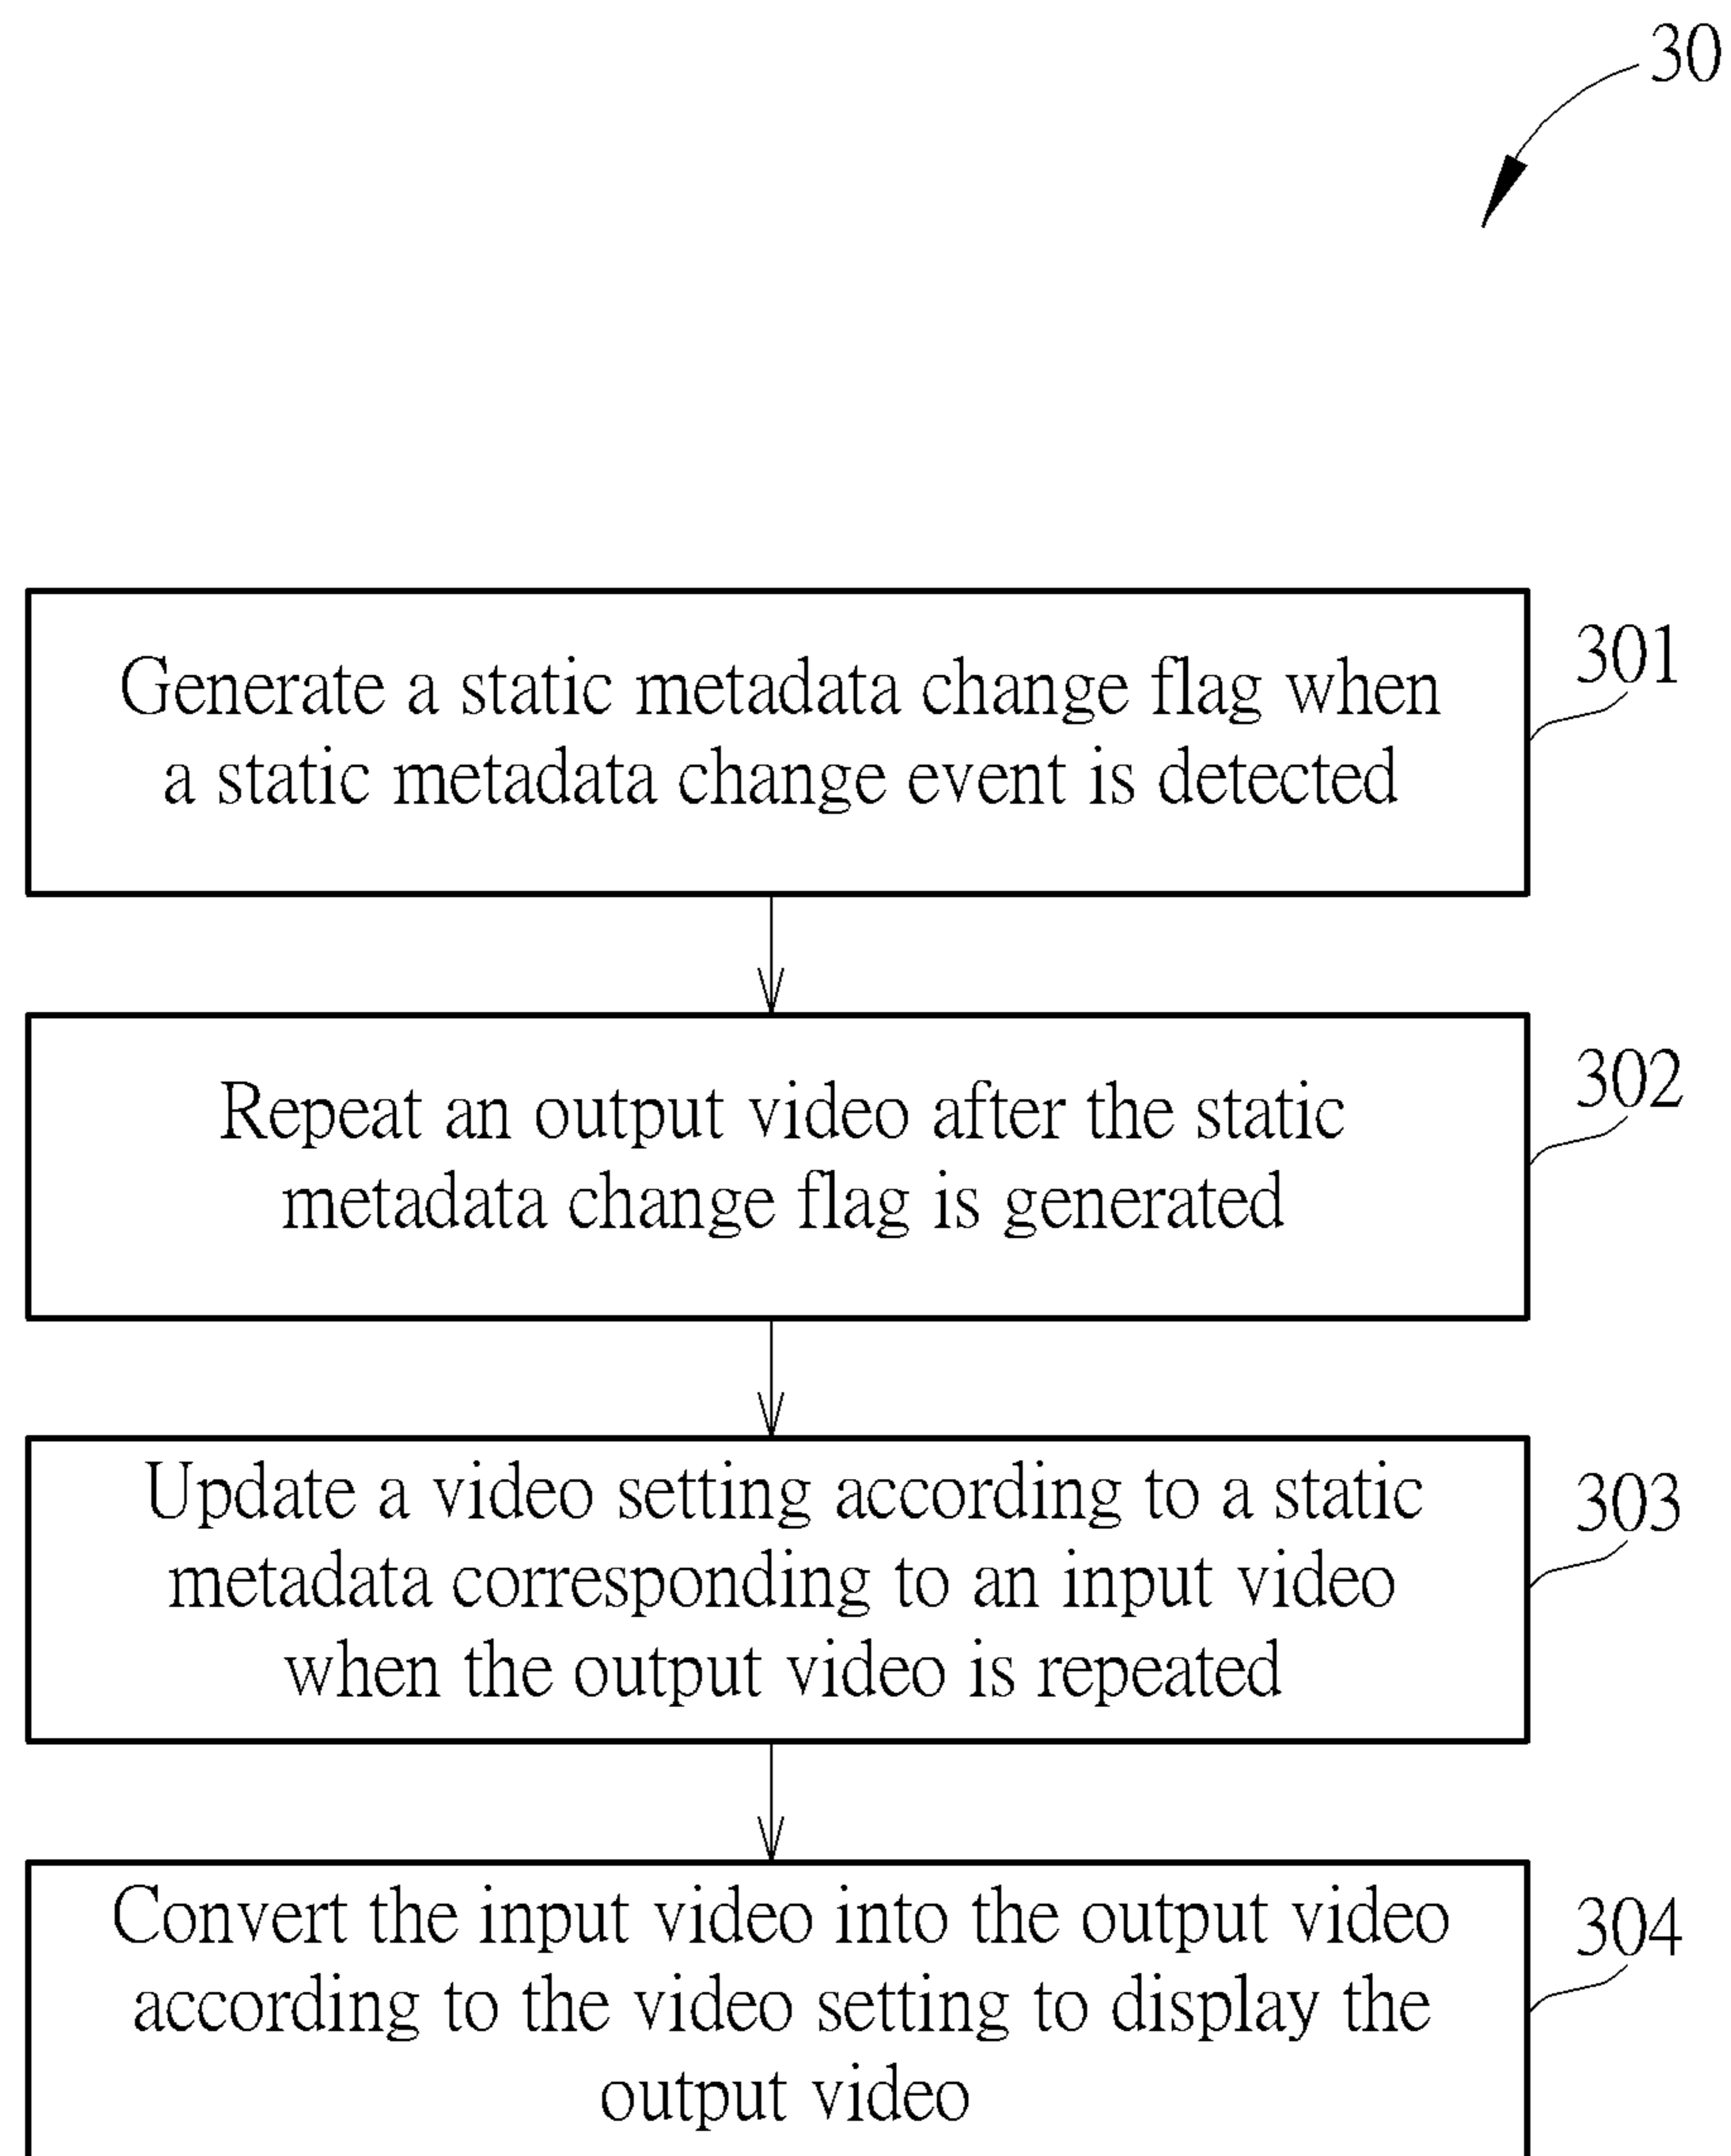 30
Generate a static metadata change flag when
a static metadata change event is detected
301
Repeat an output video after the static
metadata change flag is generated
302
Update a video setting according to a static
metadata corresponding to an input video
when the output video is repeated
303
Convert the input video into the output video
according to the video setting to display the
output video
304